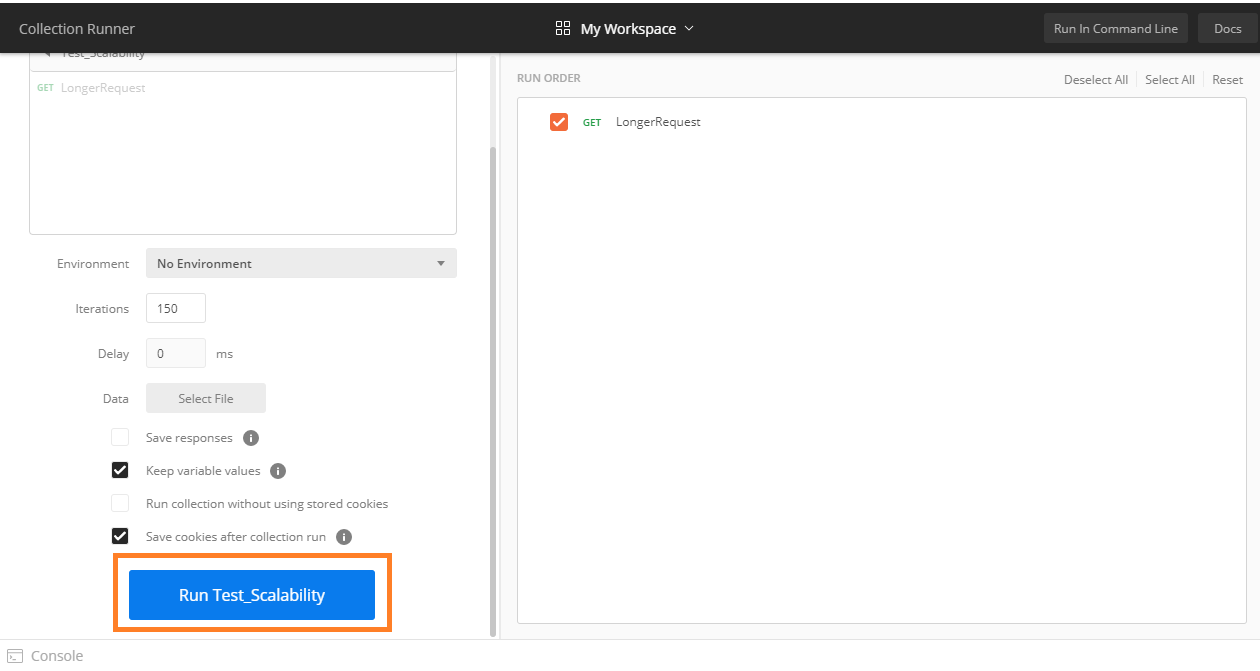 Collection Runner
My Workspace
Run In Command Line
Docs
Test_Scalability
GET LongerRequest
Environment
No Environment
Iterations
150
Delay
0
ms
Data
Select File
Save responses
Keep variable values
Run collection without using stored cookies
Save cookies after collection run
Run Test_Scalability
RUN ORDER
Deselect All
Select All
Reset
GET LongerRequest
Console